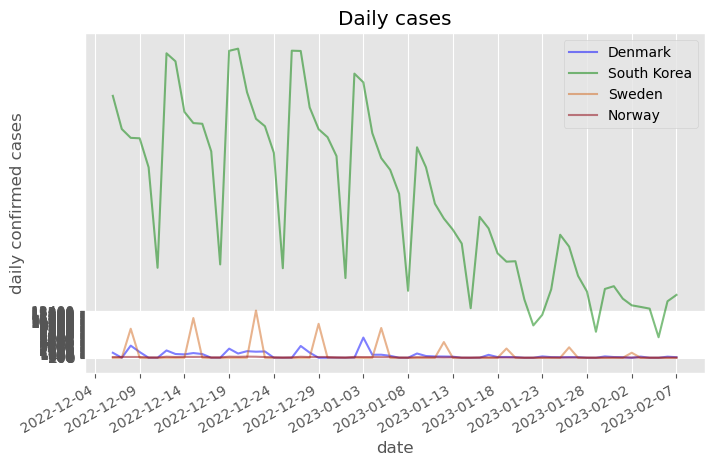 Daily cases
Denmark
South Korea
Sweden
Norway
daily confirmed cases
2022-12-04
2022-12-09
2022-12-14
2022-12-19
2022-12-24
2022-12-29
2023-01-03
2023-01-08
2023-01-13
2023-01-18
2023-01-23
2023-01-28
2023-02-02
2023-02-07
date